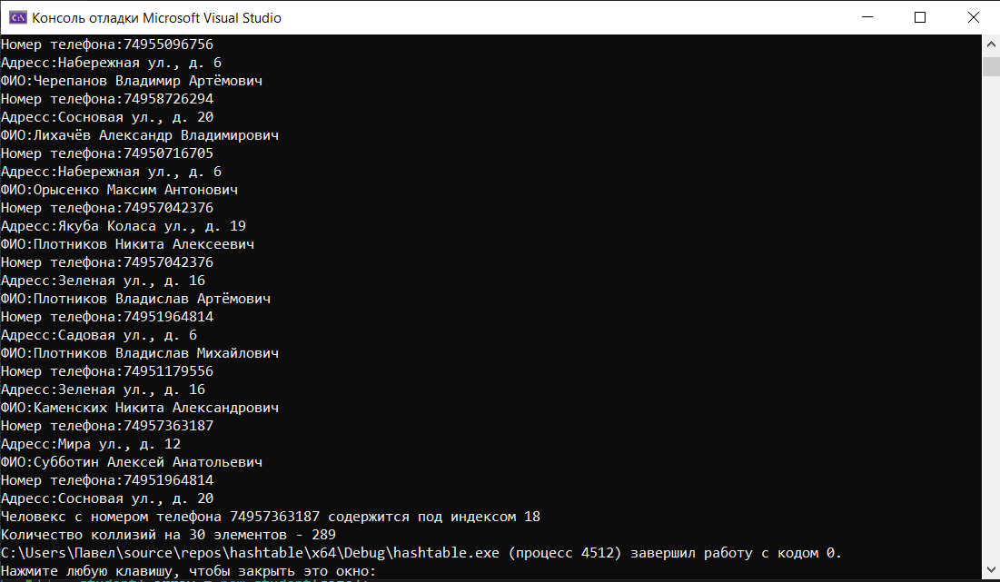 Консоль отладки Microsoft Visual Studio
Номер телефона:74955096756
Адресс:Набережная ул., д. 6
ФИО:Черепанов Владимир Артёмович
Номер телефона:74958726294
Адресс:Сосновая ул., д. 20
ФИО:Лихачёв Александр Владимирович
Номер телефона:74950716705
Адресс:Набережная ул., д. 6
ФИО:Орысенко Максим Антонович
Номер телефона:74957042376
Адресс:Якуба Коласа ул., д. 19
ФИО:Плотников Никита Алексеевич
Номер телефона:74957042376
Адресс:Зеленая ул., д. 16
ФИО:Плотников Владислав Артёмович
Номер телефона:74951964814
Адресс:Садовая ул., д. 6
ФИО:Плотников Владислав Михайлович
Номер телефона:74951179556
Адресс:Зеленая ул., д. 16
ФИО:Каменских Никита Александрович
Номер телефона:74957363187
Адресс:Мира ул., д. 12
ФИО:Субботин Алексей Анатольевич
Номер телефона:74951964814
Адресс:Сосновая ул., д. 20
Человекс с номером телефона 74957363187 содержится под индексом 18
Количество коллизий на 30 элементов - 289
C:\Users\Павел\source\repos\hashtable\x64\Debug\hashtable.exe (процесс 4512) завершил работу с кодом 0.
Нажмите любую клавишу, чтобы закрыть это окно: